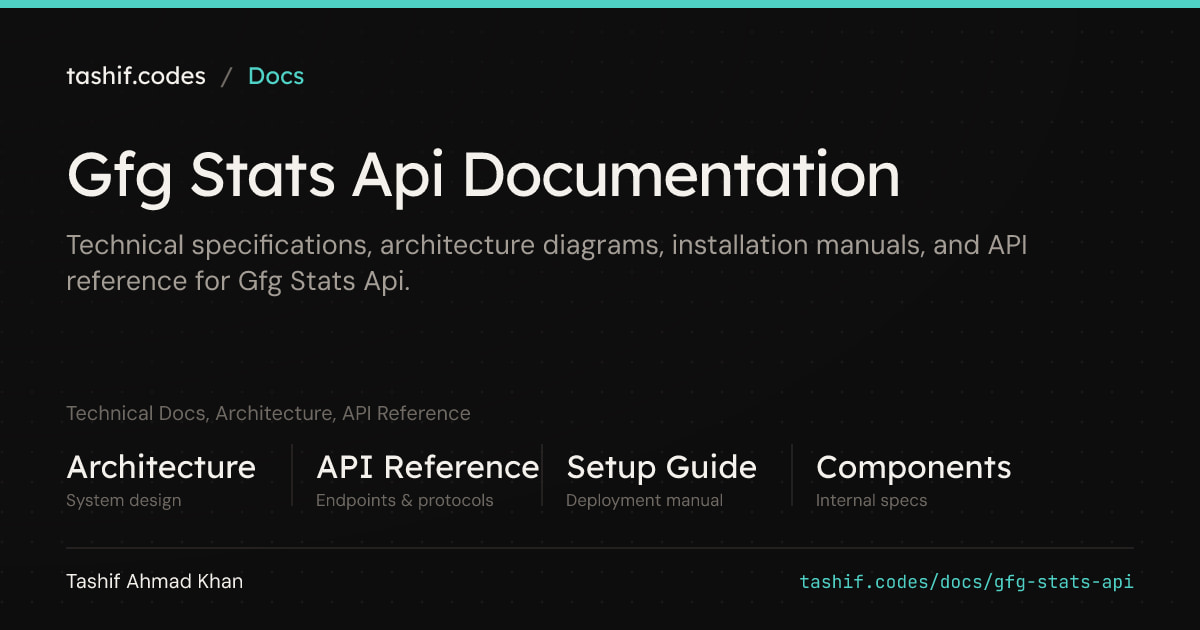 tashif.codes / Docs
Gfg Stats Api Documentation
Technical specifications, architecture diagrams, installation manuals, and API
reference for Gfg Stats Api.
Technical Docs, Architecture, API Reference
Architecture
System design
API Reference
Endpoints & protocols
Setup Guide
Deployment manual
Components
Internal specs
Tashif Ahmad Khan
tashif.codes/docs/gfg-stats-api